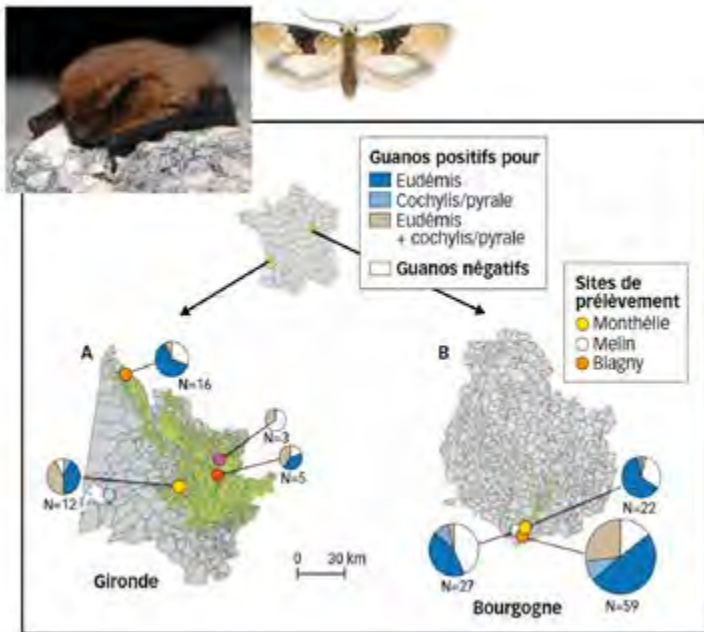 Guanos positifs pour
Eudémis
Cochylis/pyrale
Eudémis
+ cochylis/pyrale
Guanos négatifs
Sites de
prélèvement
Monthélie
Melin
Blagny
A
N=16
N=3
N=5
N=12
0 30 km
Gironde
B
N=22
N=27
N=59
Bourgogne